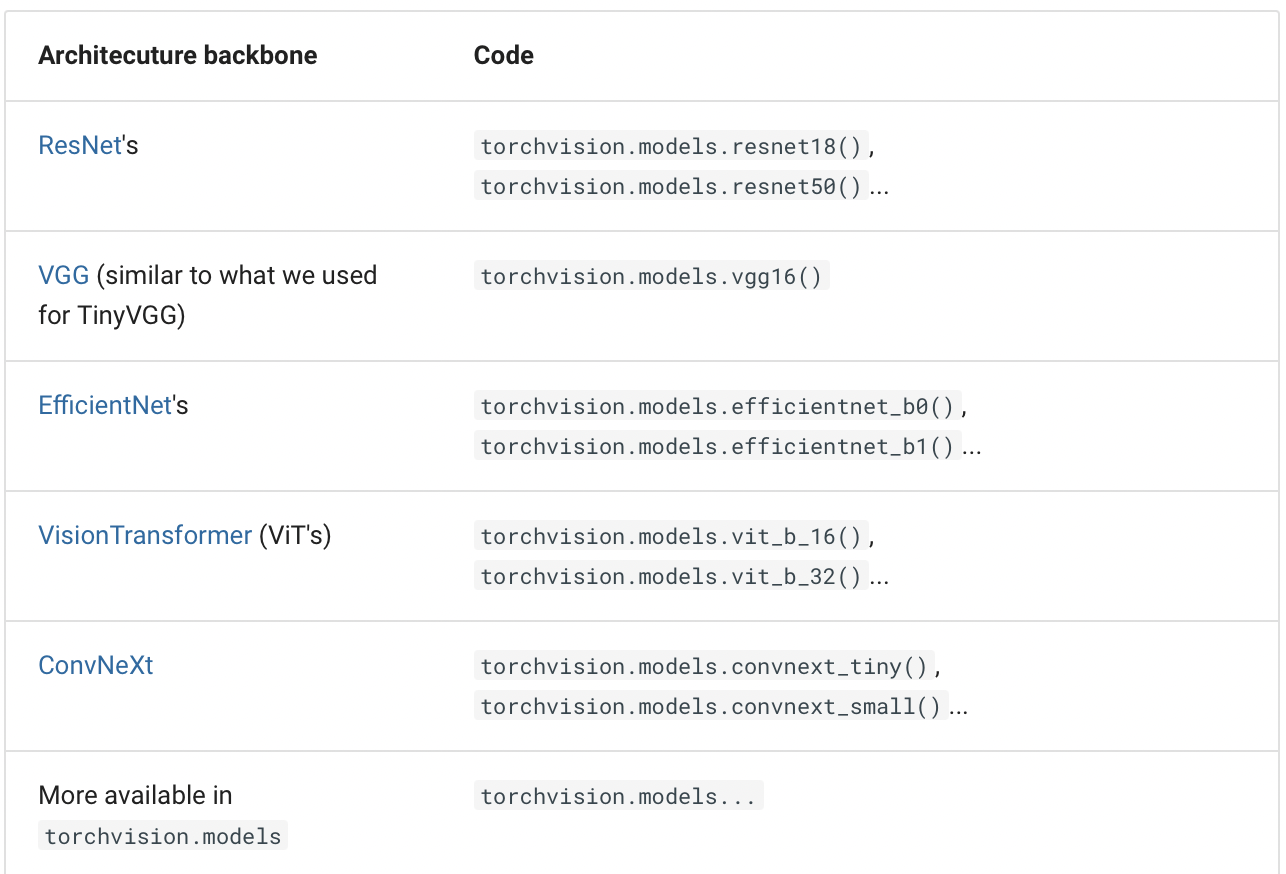 Architecuture backbone Code
ResNet's torchvision.models.resnet18(),
torchvision.models.resnet50()...
VGG (similar to what we used torchvision.models.vgg16()
for TinyVGG)
EfficientNet's torchvision.models.efficientnet_b0(),
torchvision.models.efficientnet_b1()...
VisionTransformer (ViT's) torchvision.models.vit_b_16(),
torchvision.models.vit_b_32()...
ConvNeXt torchvision.models.convnext_tiny(),
torchvision.models.convnext_small()...
More available in torchvision.models...
torchvision.models